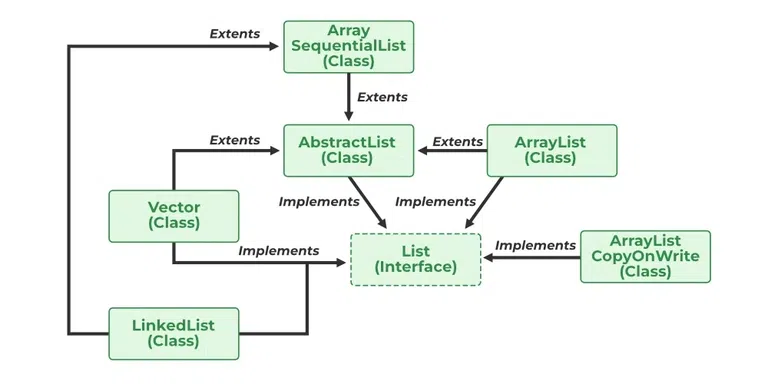 Array
SequentialList
(Class)
Extents
Extents
AbstractList
(Class)
Extents
Extents
ArrayList
(Class)
Vector
(Class)
Implements
Implements
Implements
List
(Interface)
Implements
ArrayList
CopyOnWrite
(Class)
LinkedList
(Class)